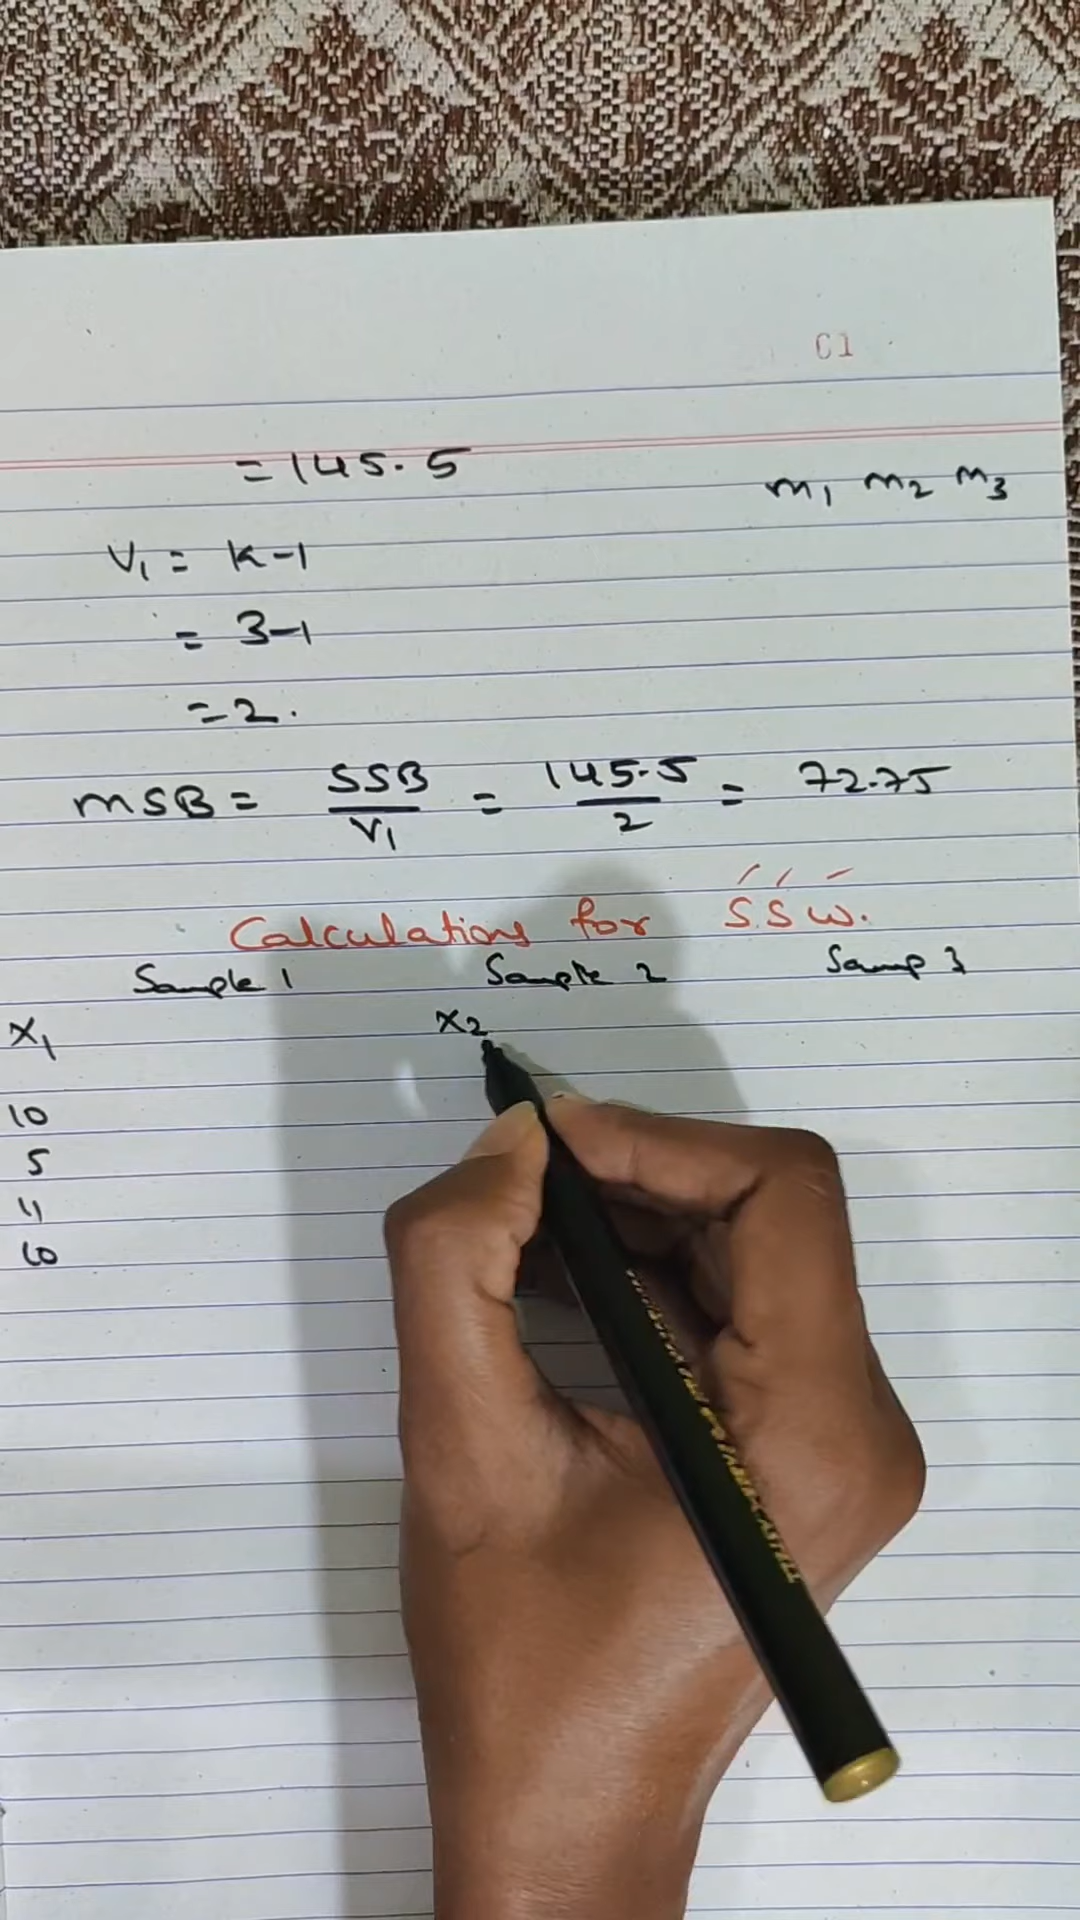 C1
= 145.5
m1 m2 m3
V1 = K-1
= 3-1
= 2.
mSB = SSB/V1 = 145.5/2 = 72.75
Calculations for S.S.W.
Sample 1 Sample 2 Samp 3
X1 X2
10
5
11
10